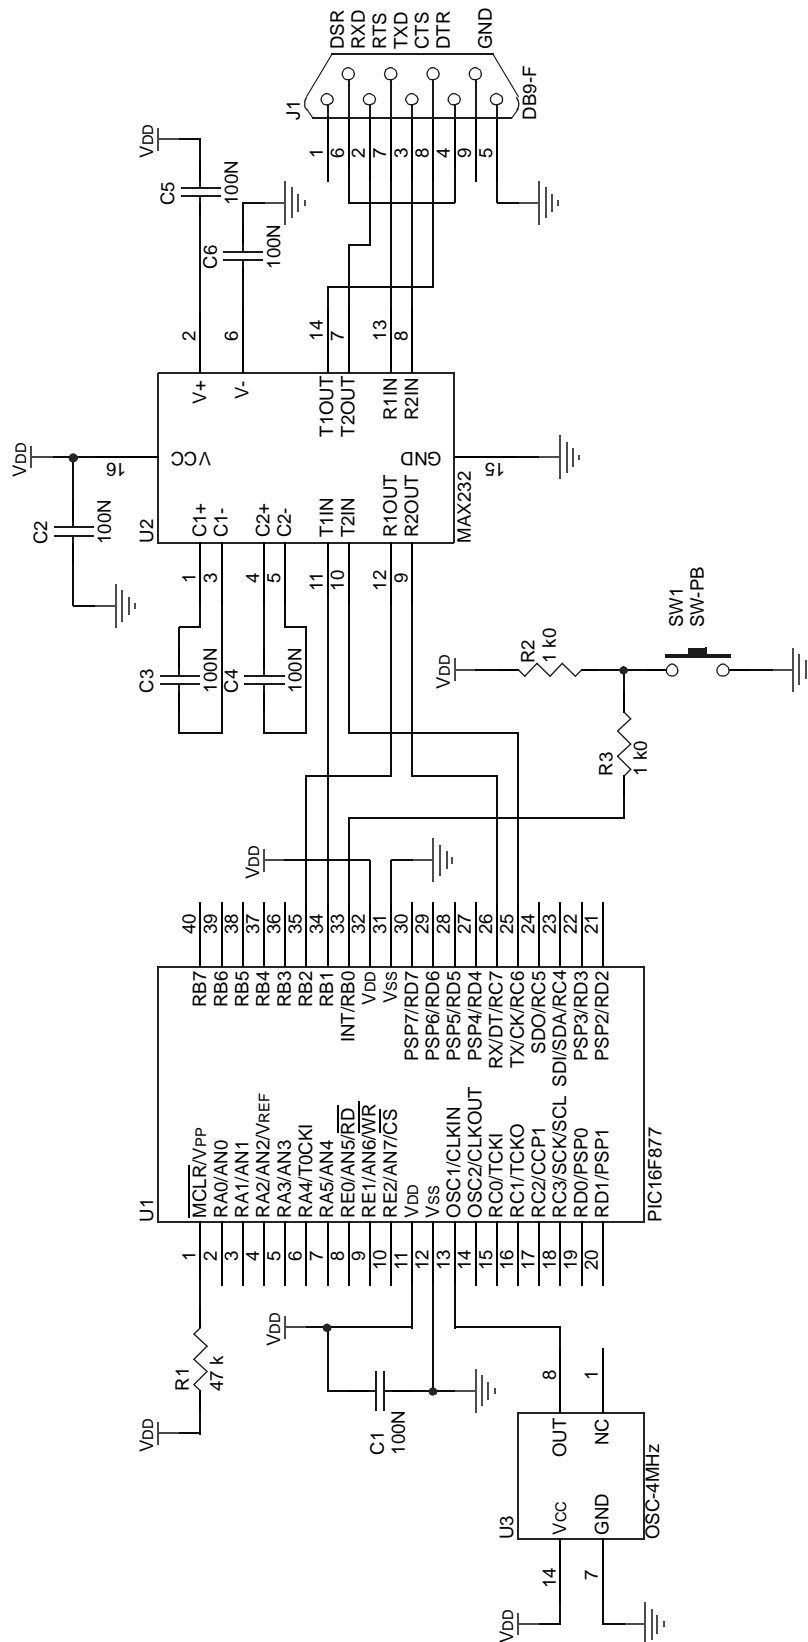 U1
MCLR/VPP
RA0/AN0
RA1/AN1
RA2/AN2/VREF
RA3/AN3
RA4/T0CKI
RA5/AN4
RE0/AN5/RD
RE1/AN6/WR
RE2/AN7/CS
VDD
VSS
OSC1/CLKIN
OSC2/CLKOUT
RC0/TCKI
RC1/TCKO
RC2/CCP1
RC3/SCK/SCL
RD0/PSP0
RD1/PSP1
1
2
3
4
5
6
7
8
9
10
11
12
13
14
15
16
17
18
19
20
RB7
RB6
RB5
RB4
RB3
RB2
RB1
INT/RB0
VDD
VSS
PSP7/RD7
PSP6/RD6
PSP5/RD5
PSP4/RD4
RX/DT/RC7
TX/CK/RC6
SDO/RC5
SDI/SDA/RC4
PSP3/RD3
PSP2/RD2
40
39
38
37
36
35
34
33
32
31
30
29
28
27
26
25
24
23
22
21
PIC16F877
VDD
R1
47 k
VDD
C1
100N
VDD
U3
VCC
GND
OUT
NC
14
7
8
1
OSC-4MHz
VDD
VDD
R2
1 k0
R3
1 k0
SW1
SW-PB
VDD
C2
100N
16
VCC
U2
C1+
C1-
C2+
C2-
T1IN
T2IN
R1OUT
R2OUT
1
3
4
5
11
10
12
9
C3
100N
C4
100N
V+
V-
T1OUT
T2OUT
R1IN
R2IN
2
6
14
7
13
8
GND
15
MAX232
VDD
C5
100N
C6
100N
J1
1
6
2
7
3
8
4
9
5
DSR
RXD
RTS
TXD
CTS
DTR
GND
DB9-F